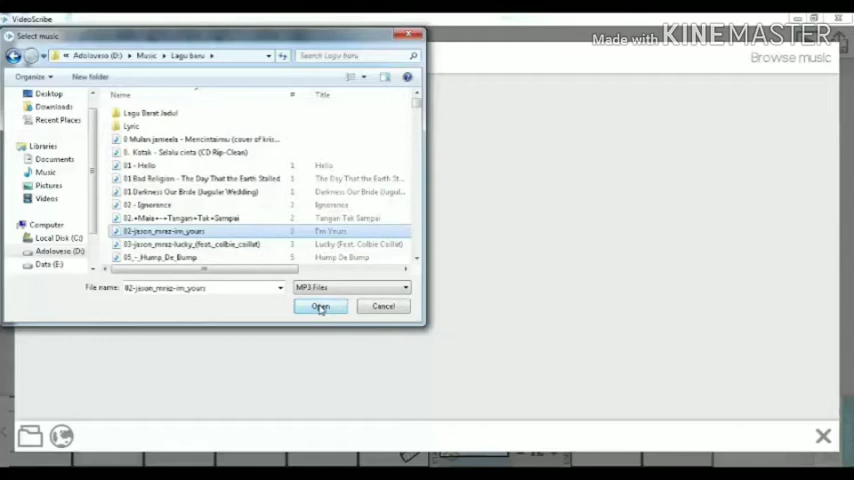 VideoScribe
Select music
Made with KINEMASTER
Browse music
« Adoloveso (D:) ▸ Music ▸ Lagu baru ▸
Search Lagu baru
Organize ▾ New folder
Name # Title
Desktop
Downloads
Recent Places
Libraries
Documents
Music
Pictures
Videos
Computer
Local Disk (C:)
Adoloveso (D:)
Data (E:)
Lagu Barat Jadul
Lyric
0 Mulan jameela - Mencintaimu (cover of kris...
0. Kotak - Selalu cinta (CD Rip-Clean)
01 - Hello 1 Hello
01 Bad Religion - The Day That the Earth Stalled 1 The Day That the Earth St...
01 Darkness Our Bride (Jugular Wedding) 1 Darkness Our Bride (Jugul...
02 - Ignorance 2 Ignorance
02.+Maia+-+Tangan+Tak+Sampai 2 Tangan Tak Sampai
02-jason_mraz-im_yours I'm Yours
03-jason_mraz-lucky_(feat._colbie_caillat) 3 Lucky (Feat. Colbie Caillat)
05_-_Hump_De_Bump 5 Hump De Bump
File name: 02-jason_mraz-im_yours MP3 Files
Open Cancel